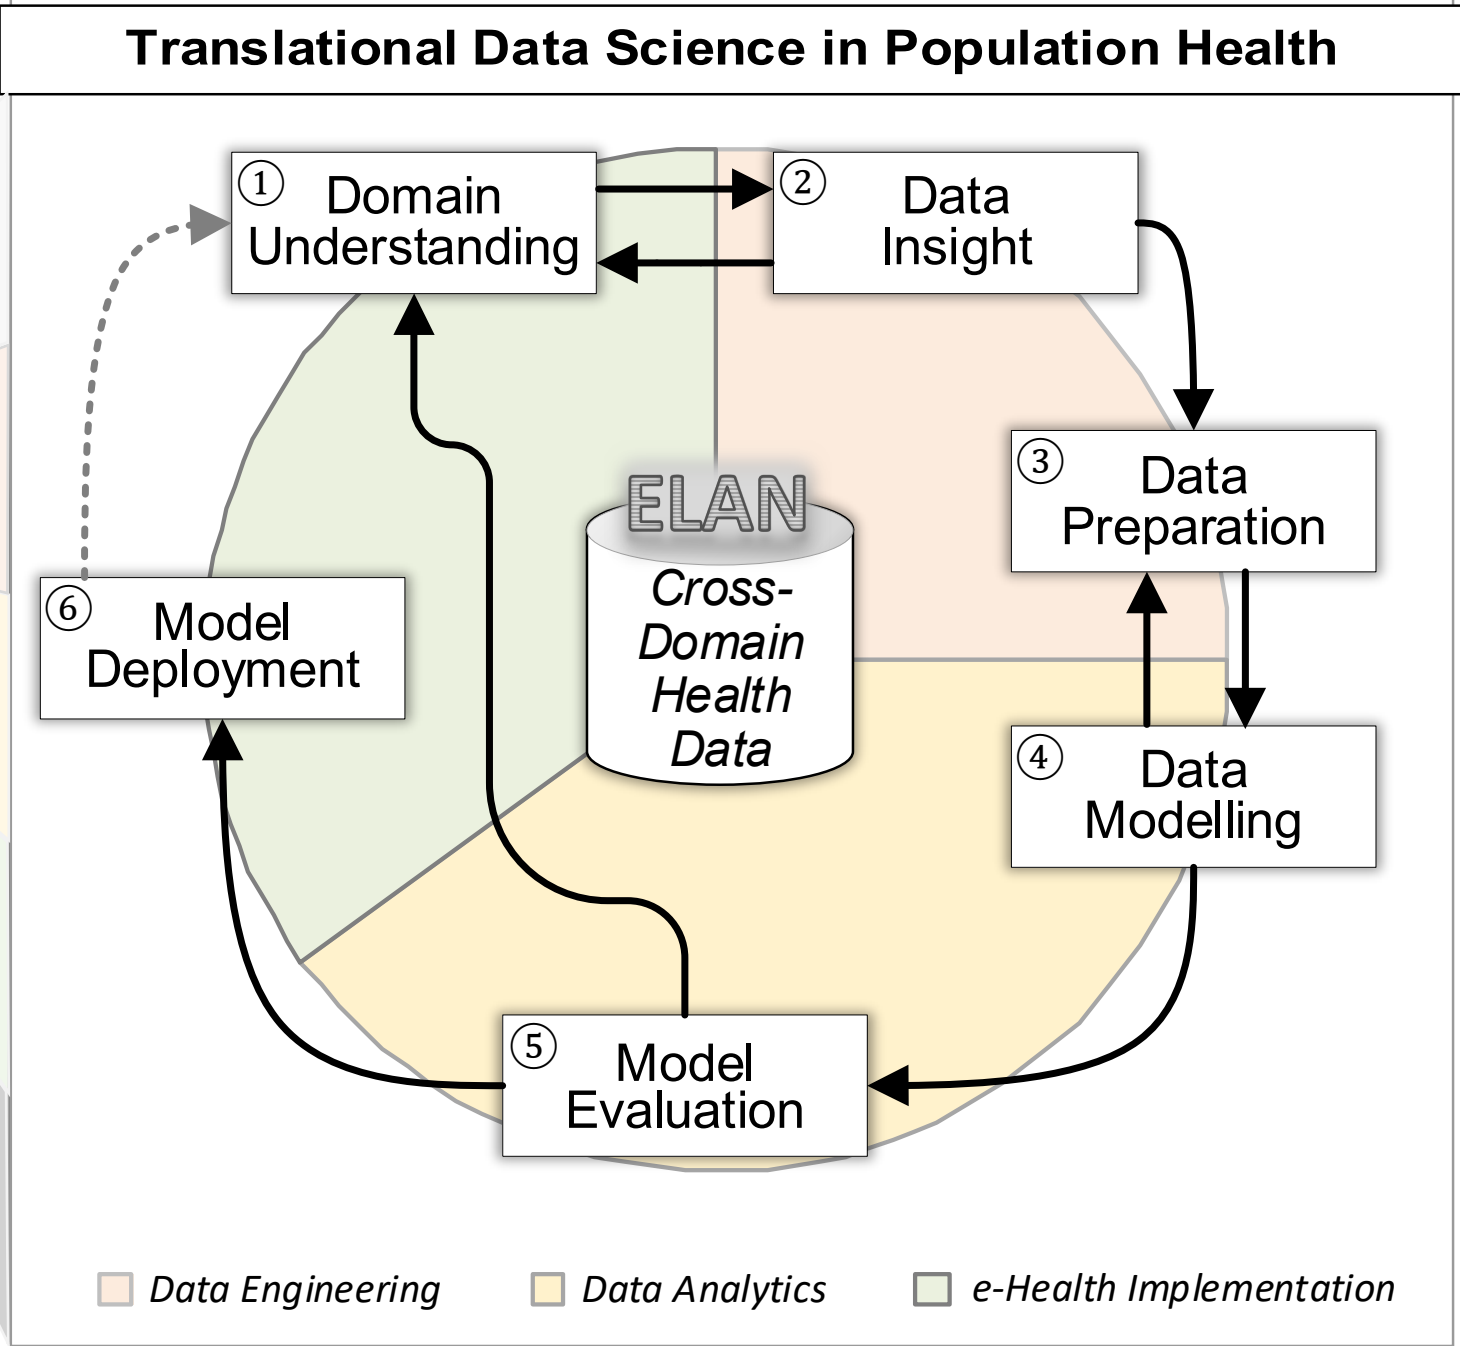 Translational Data Science in Population Health
① Domain
Understanding
② Data
Insight
③ Data
Preparation
④ Data
Modelling
⑤ Model
Evaluation
⑥ Model
Deployment
ELAN
Cross-
Domain
Health
Data
Data Engineering
Data Analytics
e-Health Implementation